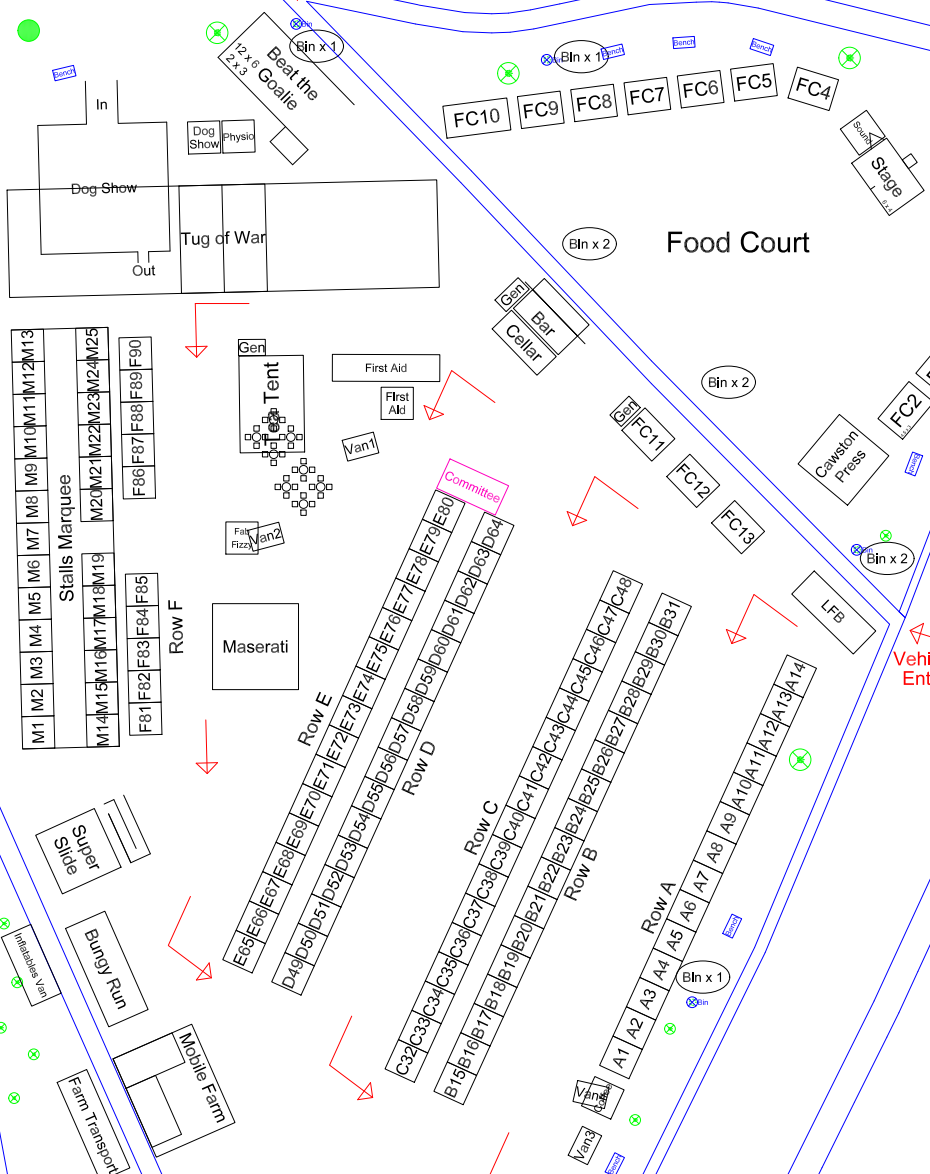 Bin
Bin x 1
Bench
12 x 6
2 x 3
Beat the
Goalie
In
Dog
Show
Physio
Dog Show
Tug of War
Out
Bin
Bin x 1
Bench
Bench
Bench
FC10
FC9
FC8
FC7
FC6
FC5
FC4
Sound
Stage
6 x 4
Bin x 2
Food Court
Gen
Bar
Cellar
Bin x 2
FC2
Cawston
Press
Bench
Gen
FC11
FC12
FC13
Bin
Bin x 2
LFB
Vehi
Ent
M13
M12
M11
M10
M9
M8
M7
M6
M5
M4
M3
M2
M1
Stalls Marquee
M25
M24
M23
M22
M21
M20
M19
M18
M17
M16
M15
M14
F90
F89
F88
F87
F86
F85
F84
F83
F82
F81
Row F
Gen
Tent
First Aid
First
Aid
Van1
Fab
Fizzy
Van2
Maserati
Committee
E80
E79
E78
E77
E76
E75
E74
E73
E72
E71
E70
E69
E68
E67
E66
E65
Row E
D64
D63
D62
D61
D60
D59
D58
D57
D56
D55
D54
D53
D52
D51
D50
D49
Row D
C48
C47
C46
C45
C44
C43
C42
C41
C40
C39
C38
C37
C36
C35
C34
C33
C32
Row C
B31
B30
B29
B28
B27
B26
B25
B24
B23
B22
B21
B20
B19
B18
B17
B16
B15
Row B
A14
A13
A12
A11
A10
A9
A8
A7
A6
A5
A4
A3
A2
A1
Row A
Bench
Bin x 1
Bin
Super
Slide
Inflatables Van
Bungy Run
Mobile Farm
Farm Transport
Van3
Bench